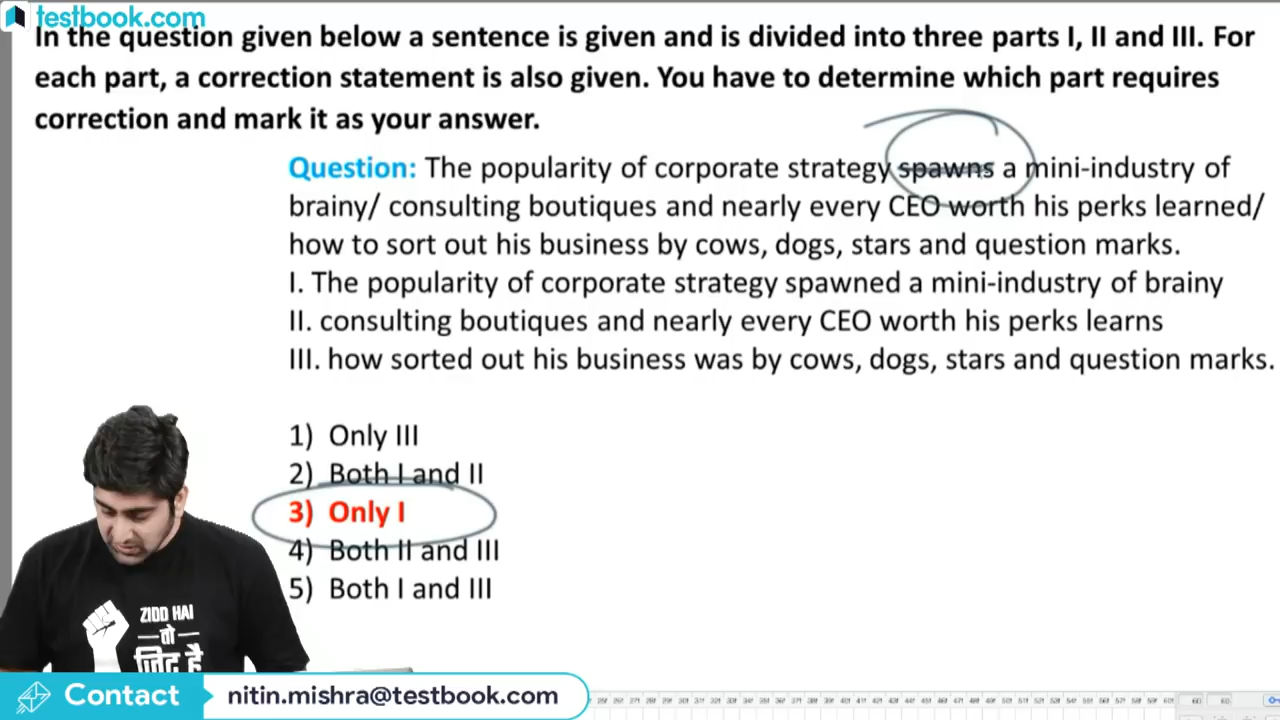 testbook.com
In the question given below a sentence is given and is divided into three parts I, II and III. For
each part, a correction statement is also given. You have to determine which part requires
correction and mark it as your answer.
Question: The popularity of corporate strategy spawns a mini-industry of
brainy/ consulting boutiques and nearly every CEO worth his perks learned/
how to sort out his business by cows, dogs, stars and question marks.
I. The popularity of corporate strategy spawned a mini-industry of brainy
II. consulting boutiques and nearly every CEO worth his perks learns
III. how sorted out his business was by cows, dogs, stars and question marks.
1) Only III
2) Both I and II
3) Only I
4) Both II and III
5) Both I and III
ZIDD HAI
तो
जिद है
Contact
nitin.mishra@testbook.com